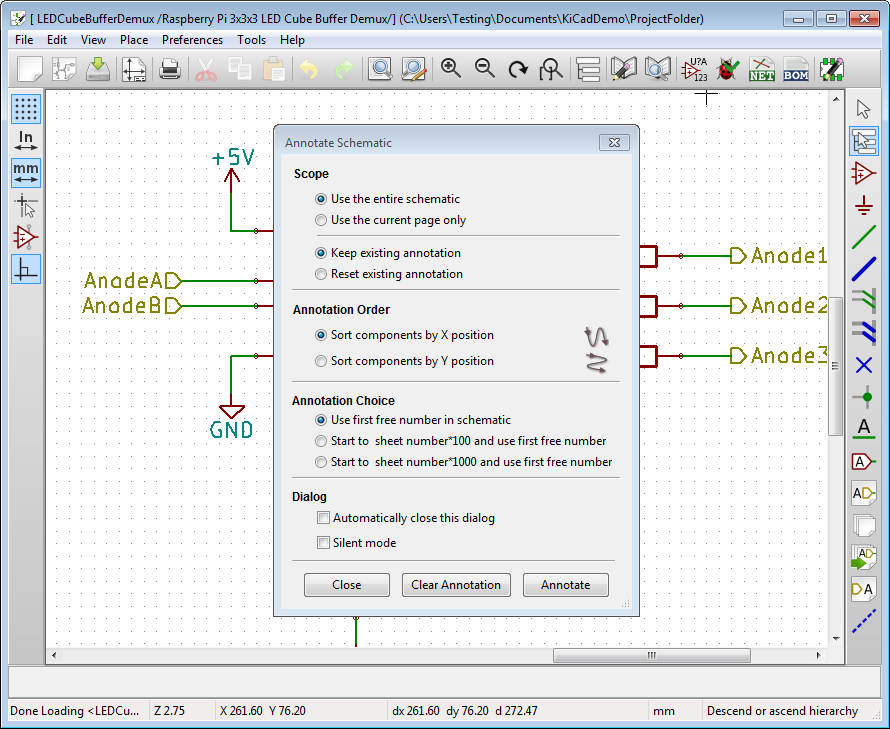 [ LEDCubeBufferDemux /Raspberry Pi 3x3x3 LED Cube Buffer Demux/] (C:\Users\Testing\Documents\KiCadDemo\ProjectFolder)
File Edit View Place Preferences Tools Help
U?A
123
NET
BOM
In
mm
+5V
AnodeA
AnodeB
GND
Annotate Schematic
Scope
Use the entire schematic
Use the current page only
Keep existing annotation
Reset existing annotation
Annotation Order
Sort components by X position
Sort components by Y position
Annotation Choice
Use first free number in schematic
Start to sheet number*100 and use first free number
Start to sheet number*1000 and use first free number
Dialog
Automatically close this dialog
Silent mode
Close Clear Annotation Annotate
Anode1
Anode2
Anode3
A
A
AD
AD
DA
Done Loading <LEDCu... Z 2.75 X 261.60 Y 76.20 dx 261.60 dy 76.20 d 272.47 mm Descend or ascend hierarchy